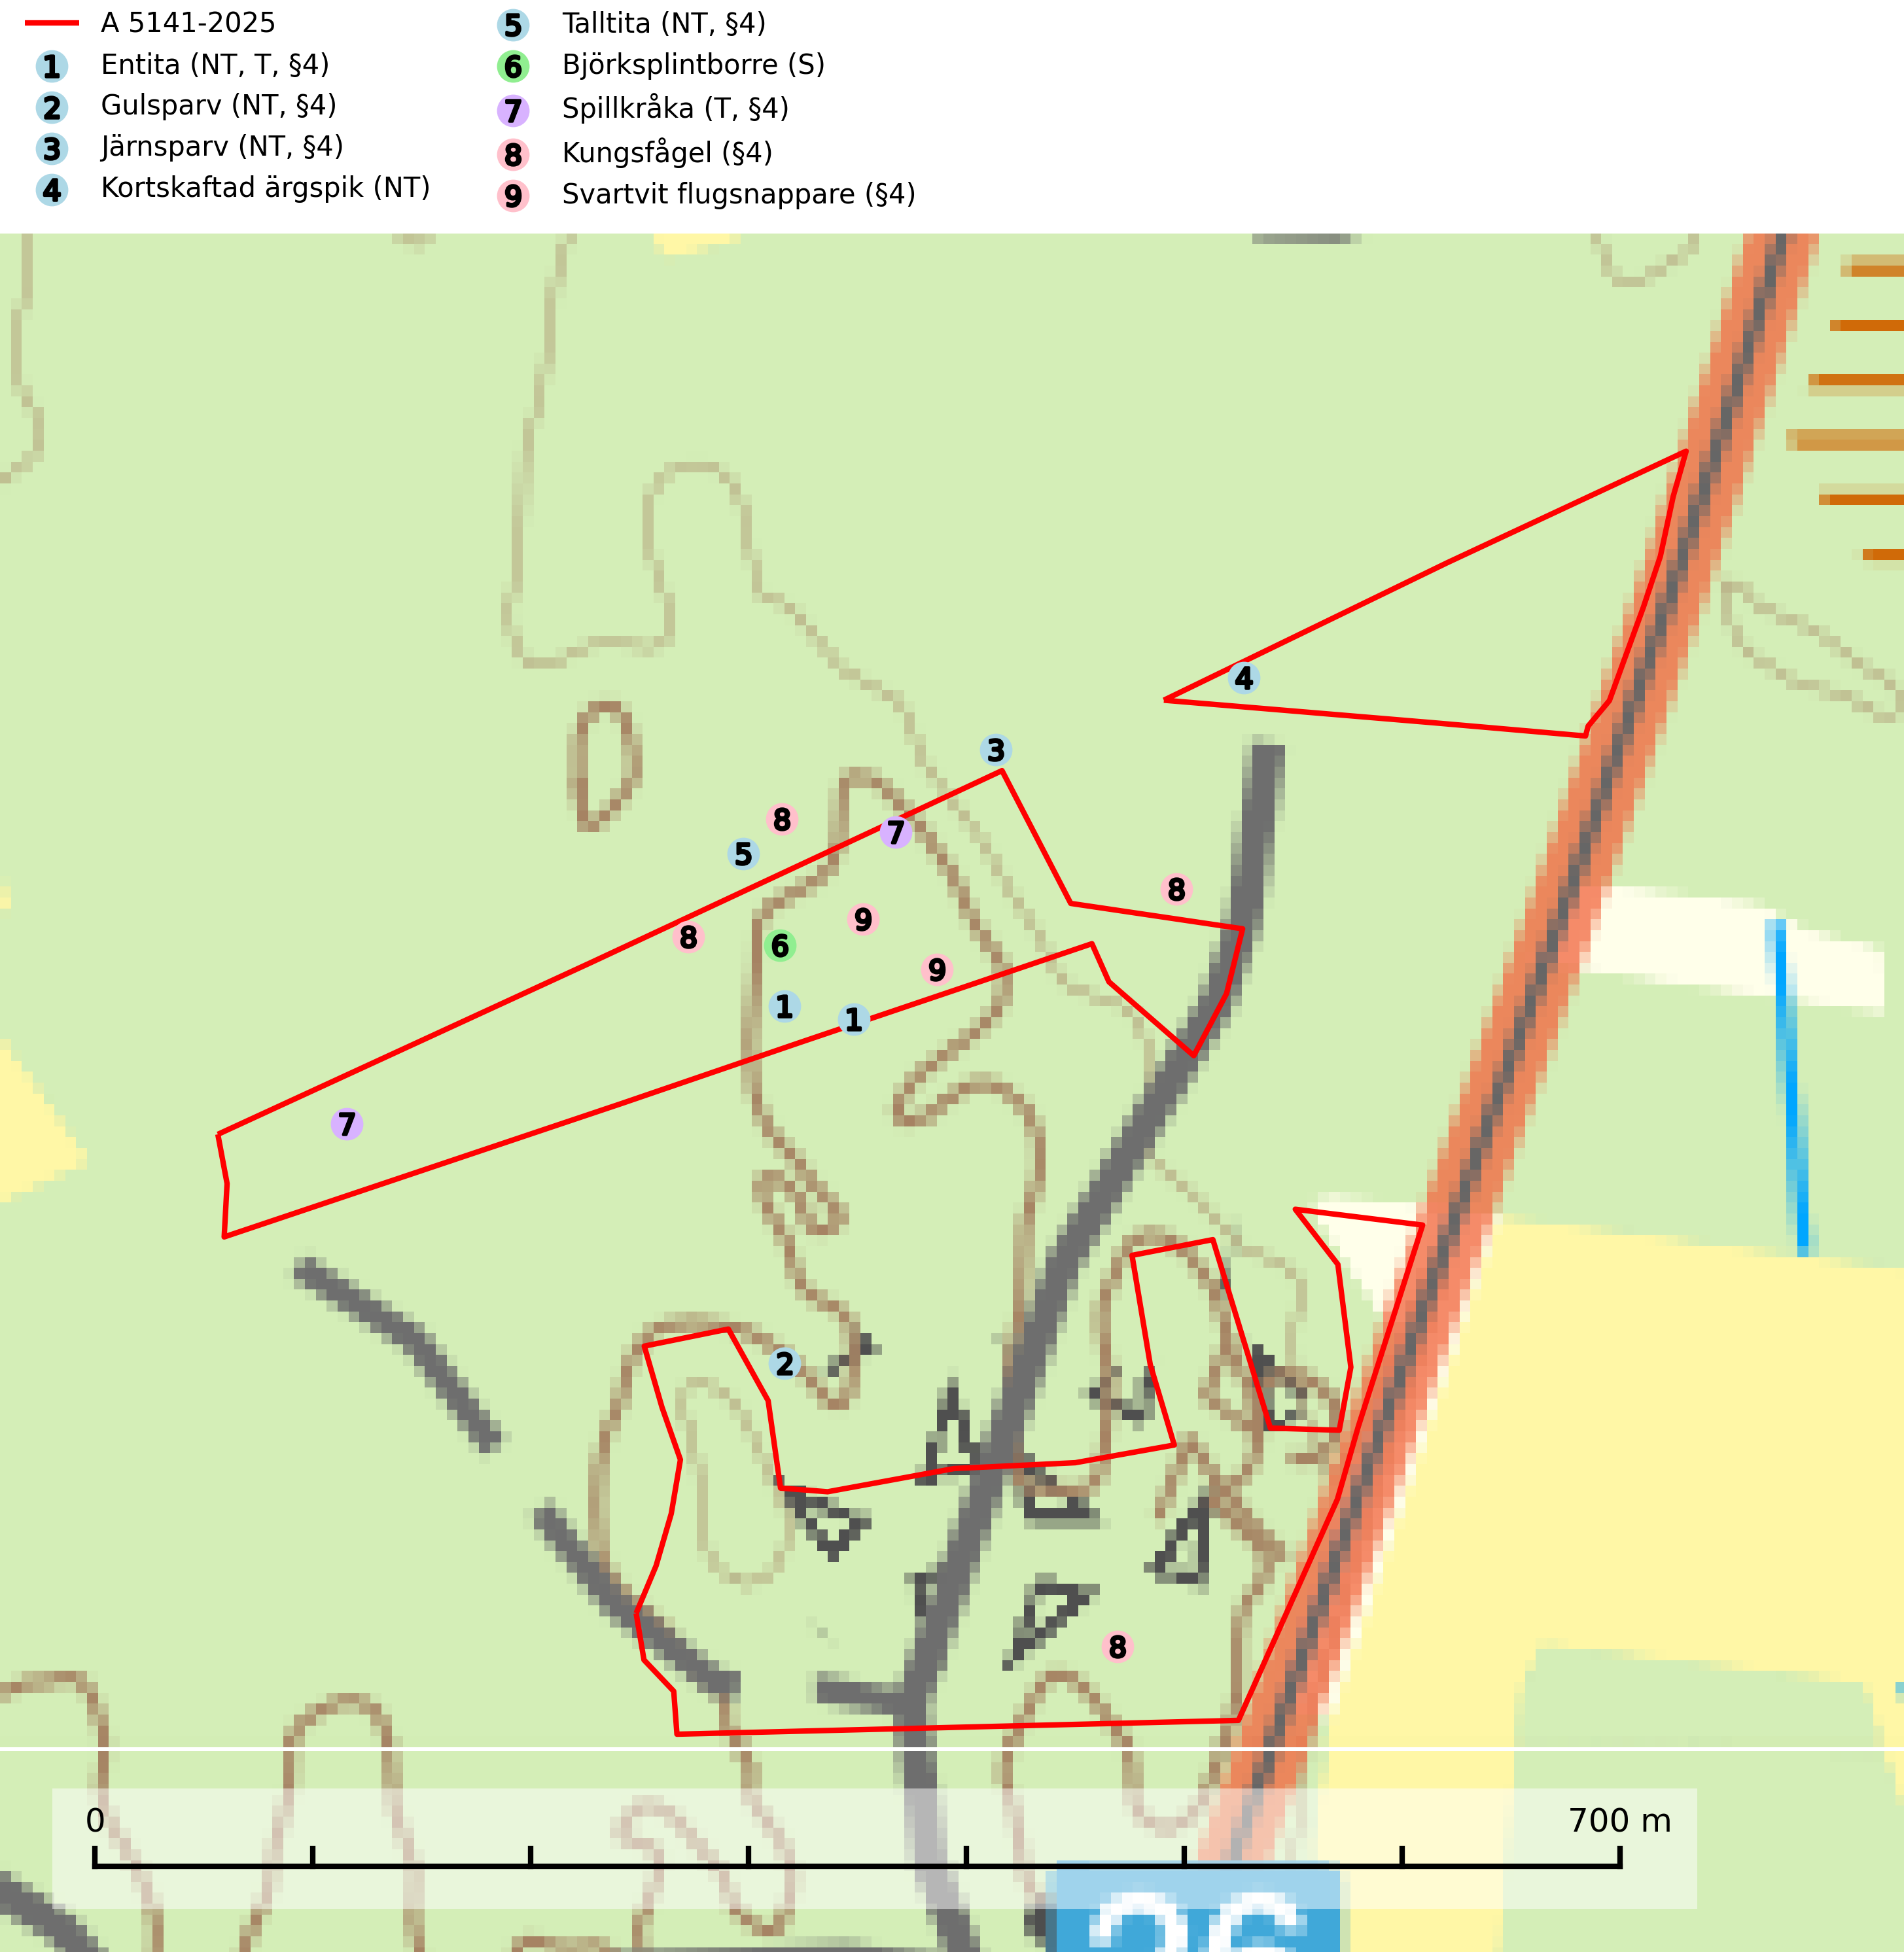 A 5141-2025
1 Entita (NT, T, §4)
2 Gulsparv (NT, §4)
3 Järnsparv (NT, §4)
4 Kortskaftad ärgspik (NT)
5 Talltita (NT, §4)
6 Björksplintborre (S)
7 Spillkråka (T, §4)
8 Kungsfågel (§4)
9 Svartvit flugsnappare (§4)
4
3
8
7
5
8
9
8
6
9
1
1
7
2
8
0 700 m
26